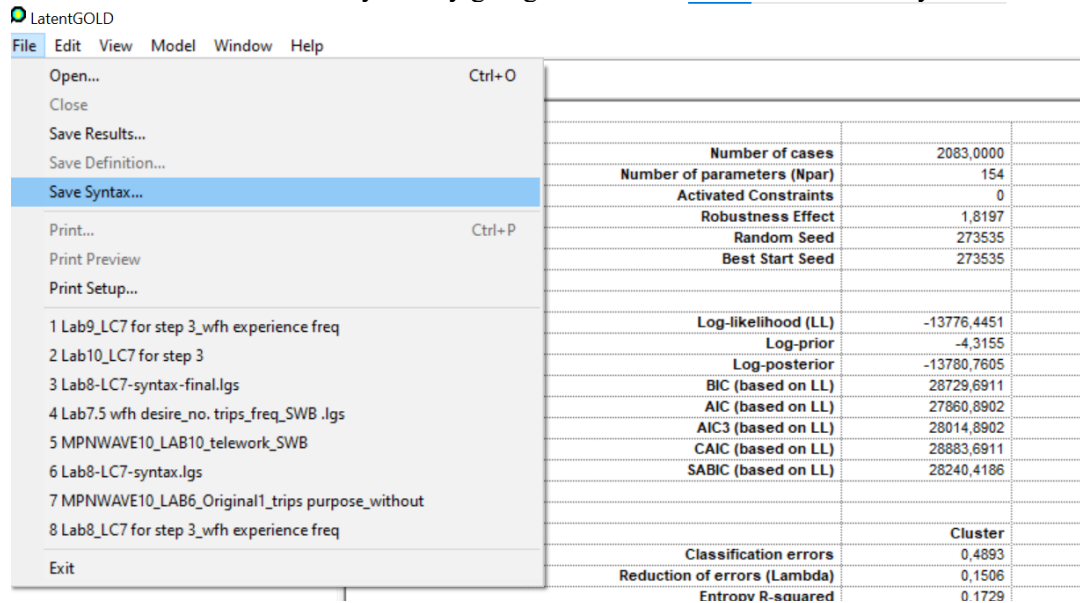 LatentGOLD
File Edit View Model Window Help
Open... Ctrl+O
Close
Save Results...
Save Definition...
Save Syntax...
Print... Ctrl+P
Print Preview
Print Setup...
1 Lab9_LC7 for step 3_wfh experience freq
2 Lab10_LC7 for step 3
3 Lab8-LC7-syntax-final.lgs
4 Lab7.5 wfh desire_no. trips_freq_SWB .lgs
5 MPNWAVE10_LAB10_telework_SWB
6 Lab8-LC7-syntax.lgs
7 MPNWAVE10_LAB6_Original1_trips purpose_without
8 Lab8_LC7 for step 3_wfh experience freq
Exit
Number of cases 2083,0000
Number of parameters (Npar) 154
Activated Constraints 0
Robustness Effect 1,8197
Random Seed 273535
Best Start Seed 273535
Log-likelihood (LL) -13776,4451
Log-prior -4,3155
Log-posterior -13780,7605
BIC (based on LL) 28729,6911
AIC (based on LL) 27860,8902
AIC3 (based on LL) 28014,8902
CAIC (based on LL) 28883,6911
SABIC (based on LL) 28240,4186
Cluster
Classification errors 0,4893
Reduction of errors (Lambda) 0,1506
Entropy R-squared 0,1729